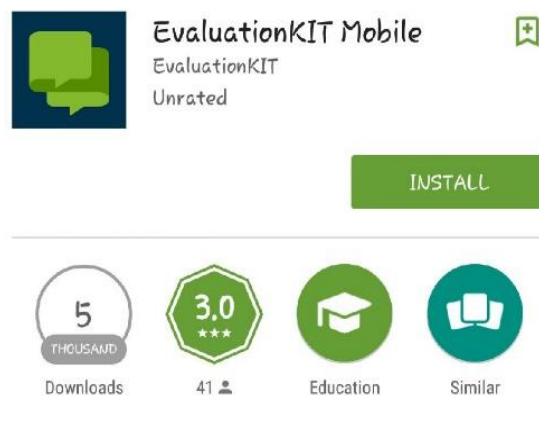 EvaluationKIT Mobile
EvaluationKIT
Unrated
INSTALL
5
THOUSAND
Downloads
3.0
41
Education
Similar